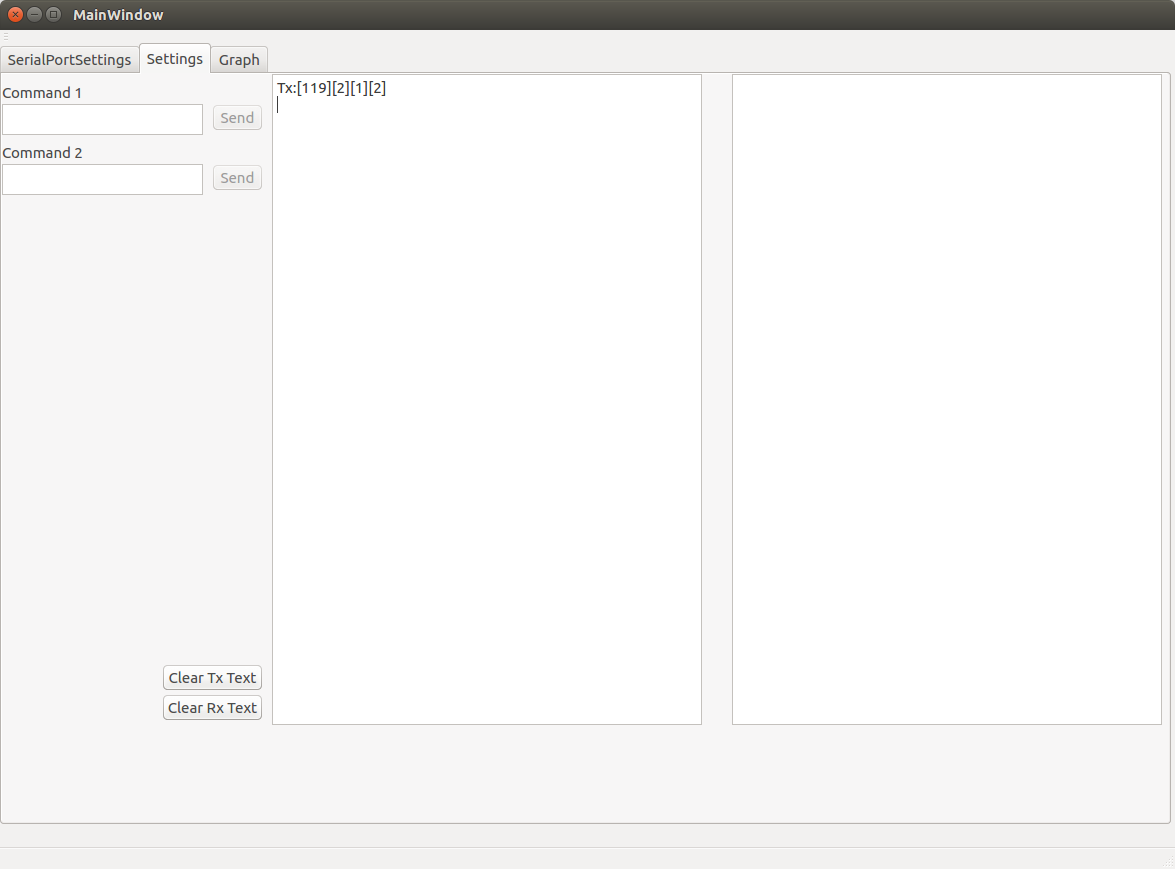 MainWindow
SerialPortSettings Settings Graph
Command 1
Send
Command 2
Send
Tx:[119][2][1][2]
Clear Tx Text
Clear Rx Text